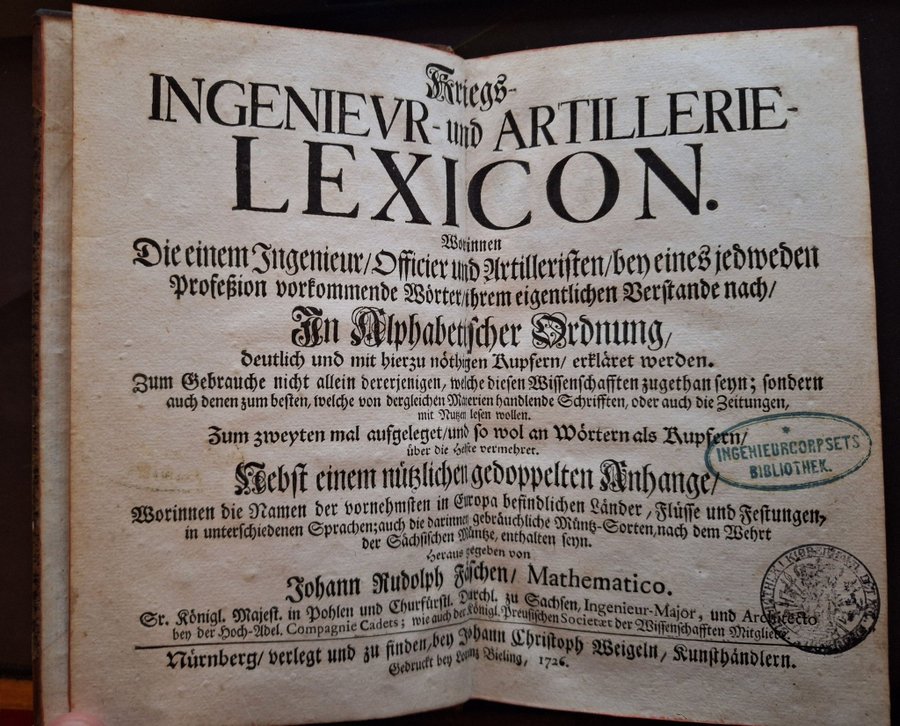 Kriegs-
INGENIEVR- und ARTILLERIE-
LEXICON.
Worinnen
Die einem Ingenieur/ Officier und Artilleristen/ bey eines jedweden
Profeßion vorkommende Wörter/ ihrem eigentlichen Verstande nach/
In Alphabetischer Ordnung/
deutlich und mit hierzu nöthigen Kupfern/ erkläret werden.
Zum Gebrauche nicht allein dererjenigen, welche diesen Wissenschafften zugethan seyn; sondern
auch denen zum besten, welche von dergleichen Materien handlende Schrifften, oder auch die Zeitungen,
mit Nutzen lesen wollen.
Zum zweyten mal aufgeleget/ und so wol an Wörtern als Kupfern/
über die Helfte vermehret.
INGENIEURCORPSETS
BIBLIOTHEK.
Nebst einem nützlichen gedoppelten Anhange/
Worinnen die Namen der vornehmsten in Europa befindlichen Länder, Flüsse und Festungen,
in unterschiedenen Sprachen; auch die darinnen gebräuchliche Müntz-Sorten, nach dem Wehrt
der Sächsischen Müntze, enthalten seyn.
Heraus gegeben von
Johann Rudolph Fäschen/ Mathematico.
Sr. Königl. Majest. in Pohlen und Churfürstl. Durchl. zu Sachsen, Ingenieur-Major, und Architecto
bey der Hoch-Adel. Compagnie Cadets; wie auch der Königl. Preussischen Societæt der Wissenschafften Mitglied.
Nürnberg/ verlegt und zu finden, bey Johann Christoph Weigeln, Kunsthändlern.
Gedruckt bey Lorenz Bieling, 1726.